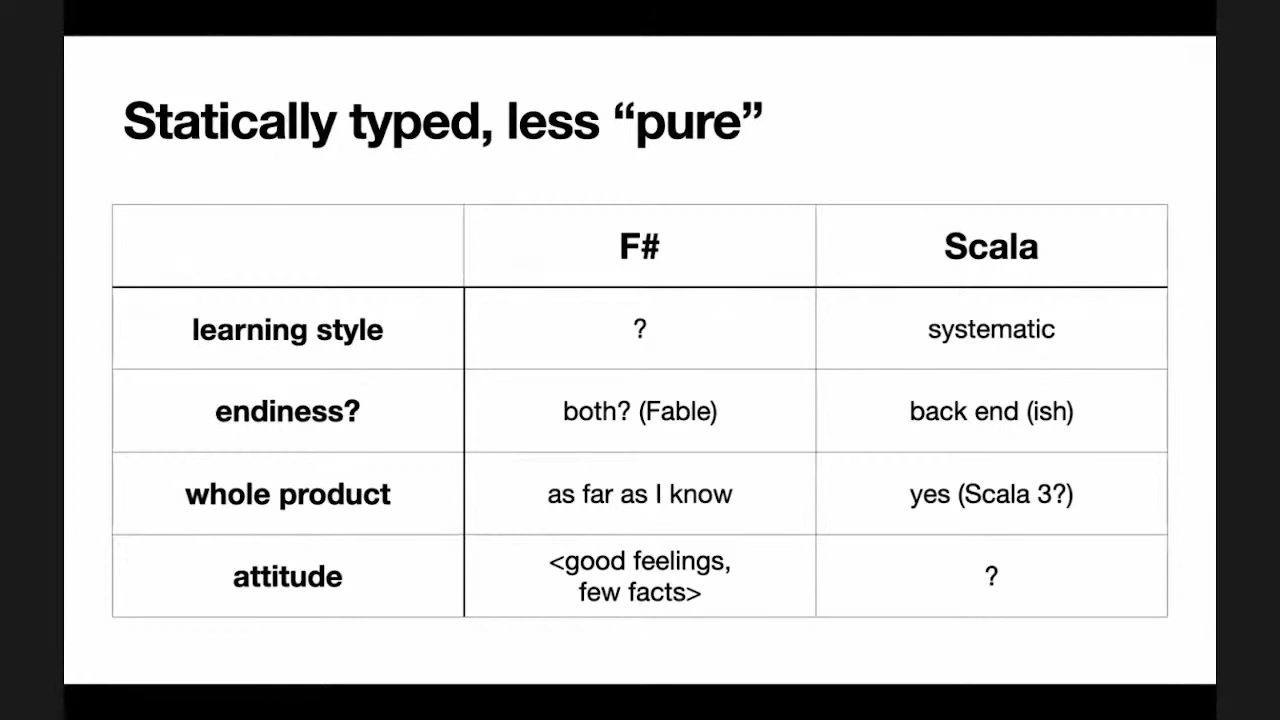 Statically typed, less “pure”
F#
Scala
learning style
?
systematic
endiness?
both? (Fable)
back end (ish)
whole product
as far as I know
yes (Scala 3?)
attitude
<good feelings,
few facts>
?